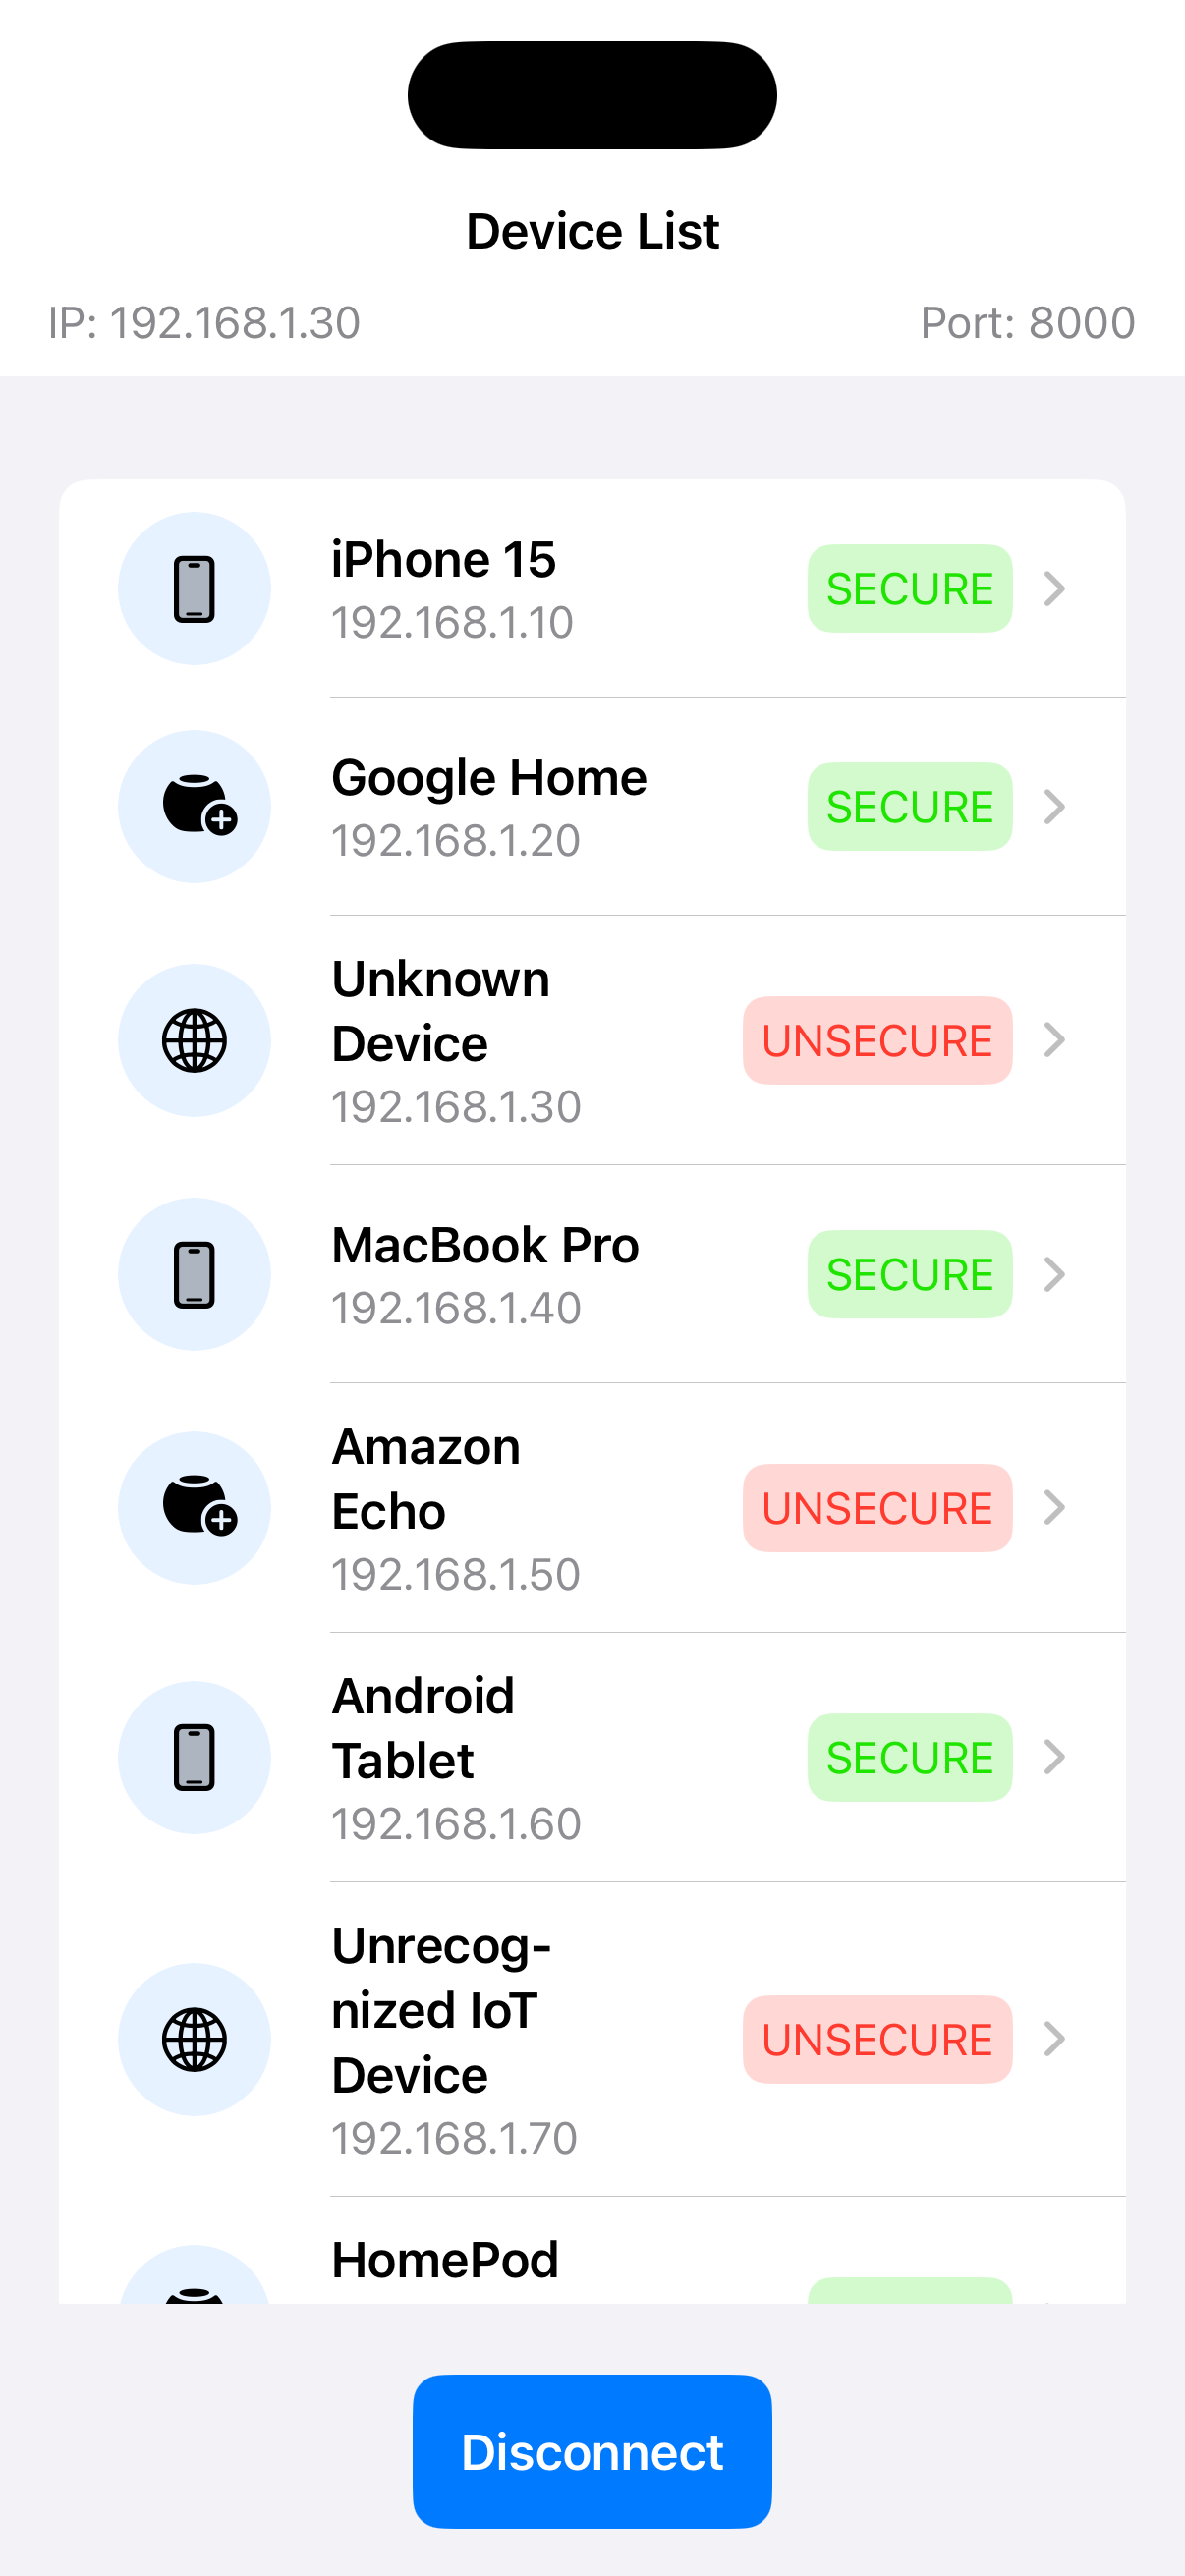 Device List
IP: 192.168.1.30
Port: 8000
iPhone 15
192.168.1.10
SECURE
Google Home
192.168.1.20
SECURE
Unknown
Device
192.168.1.30
UNSECURE
MacBook Pro
192.168.1.40
SECURE
Amazon
Echo
192.168.1.50
UNSECURE
Android
Tablet
192.168.1.60
SECURE
Unrecog-
nized IoT
Device
192.168.1.70
UNSECURE
HomePod
Disconnect